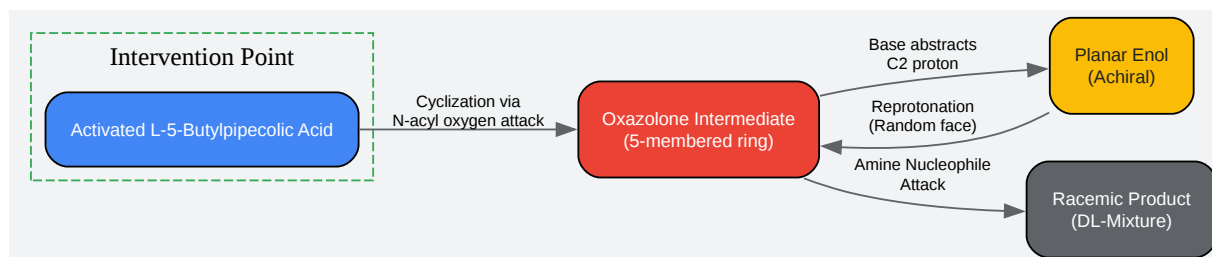 Intervention Point
Activated L-5-Butylpipecolic Acid
Cyclization via
N-acyl oxygen attack
Oxazolone Intermediate
(5-membered ring)
Base abstracts
C2 proton
Planar Enol
(Achiral)
Reprotonation
(Random face)
Amine Nucleophile
Attack
Racemic Product
(DL-Mixture)